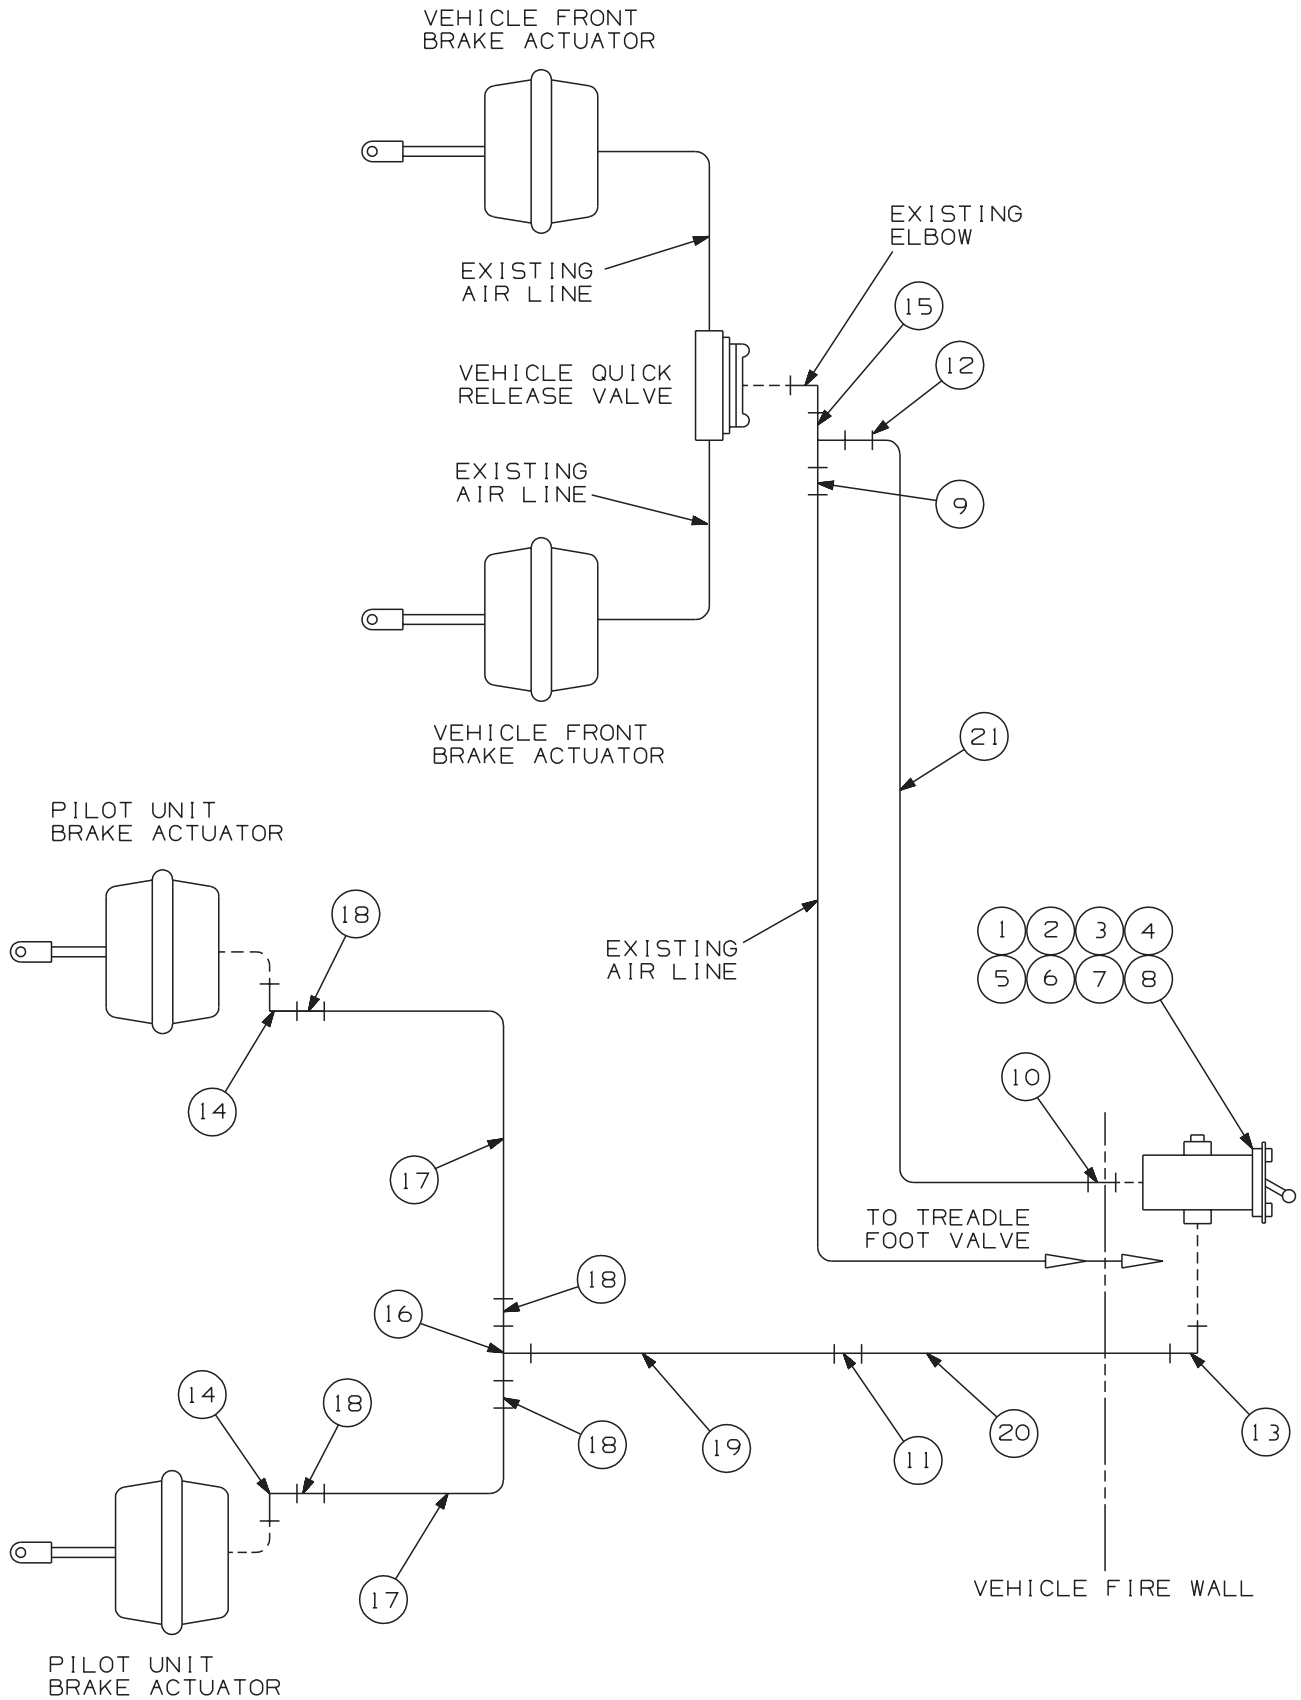 VEHICLE FRONT
BRAKE ACTUATOR
EXISTING
ELBOW
EXISTING
AIR LINE
15
VEHICLE QUICK
RELEASE VALVE
12
EXISTING
AIR LINE
9
VEHICLE FRONT
BRAKE ACTUATOR
21
PILOT UNIT
BRAKE ACTUATOR
18
1 2 3 4
5 6 7 8
EXISTING
AIR LINE
10
14
17
TO TREADLE
FOOT VALVE
18
16
14
18
18
19
11
20
13
17
VEHICLE FIRE WALL
PILOT UNIT
BRAKE ACTUATOR